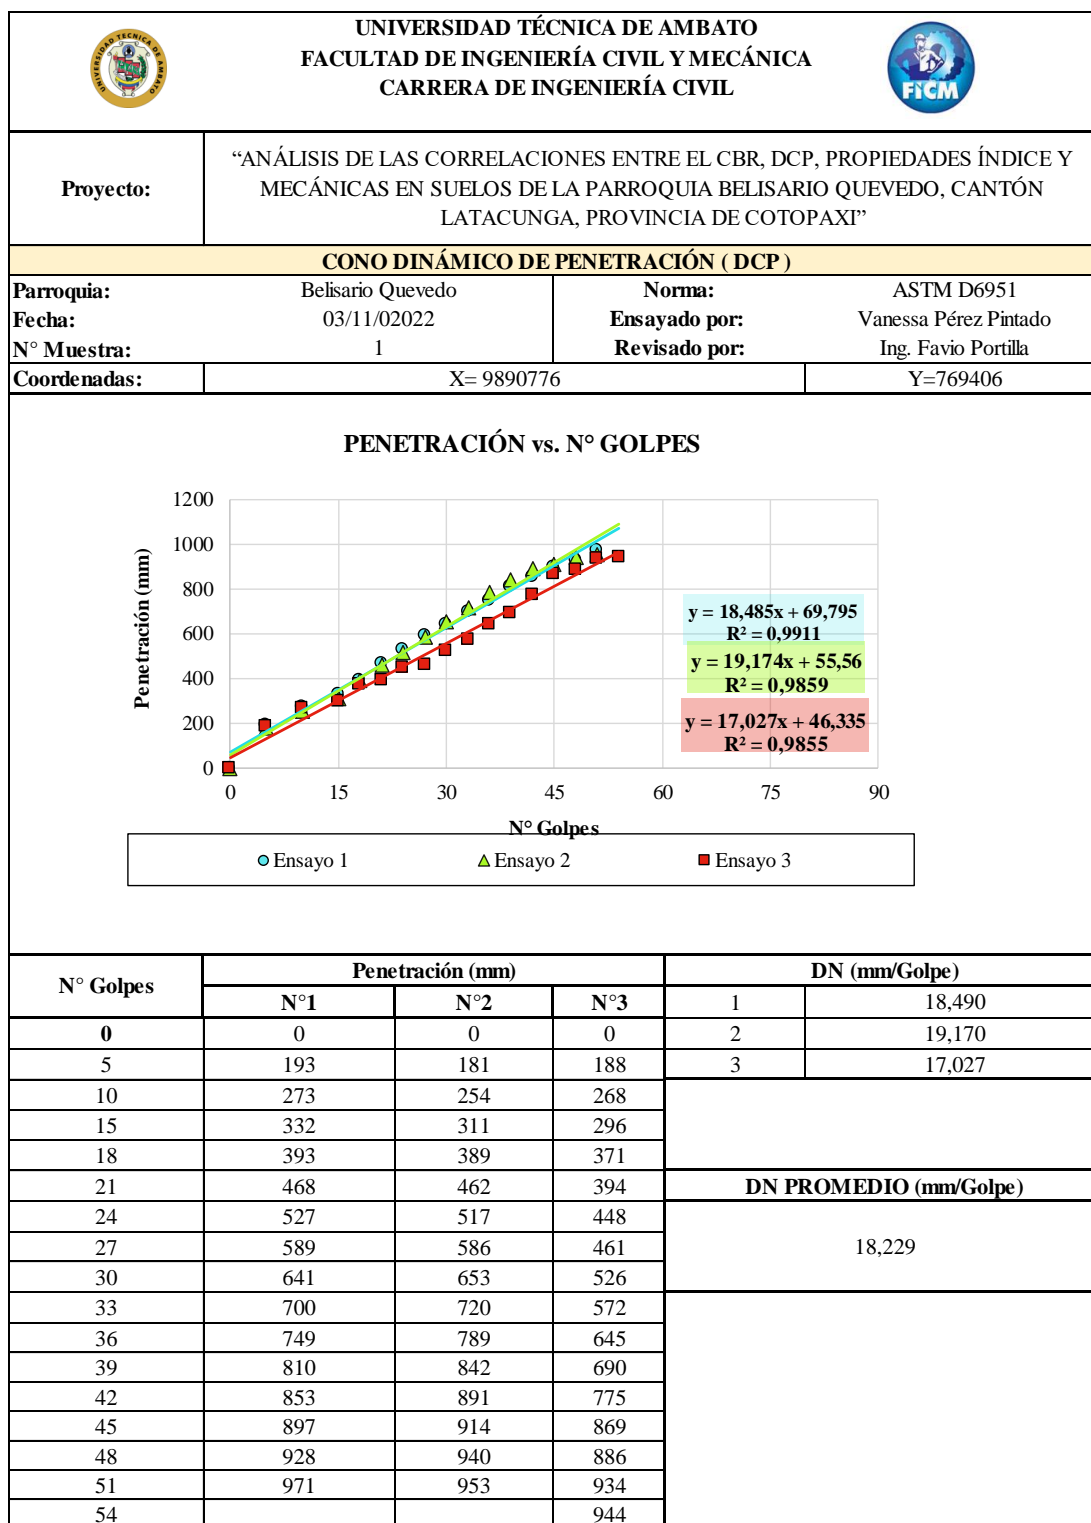 UNIVERSIDAD TÉCNICA DE AMBATO
FACULTAD DE INGENIERÍA CIVIL Y MECÁNICA
CARRERA DE INGENIERÍA CIVIL
UNIVERSIDAD TECNICA DE AMBATO
FICM
Proyecto:
“ANÁLISIS DE LAS CORRELACIONES ENTRE EL CBR, DCP, PROPIEDADES ÍNDICE Y
MECÁNICAS EN SUELOS DE LA PARROQUIA BELISARIO QUEVEDO, CANTÓN
LATACUNGA, PROVINCIA DE COTOPAXI”
CONO DINÁMICO DE PENETRACIÓN ( DCP )
Parroquia: Belisario Quevedo Norma: ASTM D6951
Fecha: 03/11/02022 Ensayado por: Vanessa Pérez Pintado
N° Muestra: 1 Revisado por: Ing. Favio Portilla
Coordenadas: X= 9890776 Y=769406
PENETRACIÓN vs. N° GOLPES
Penetración (mm)
1200
1000
800
600
400
200
0
y = 18,485x + 69,795
R² = 0,9911
y = 19,174x + 55,56
R² = 0,9859
y = 17,027x + 46,335
R² = 0,9855
0 15 30 45 60 75 90
N° Golpes
Ensayo 1 Ensayo 2 Ensayo 3
N° Golpes Penetración (mm) DN (mm/Golpe)
N°1 N°2 N°3 1 18,490
0 0 0 0 2 19,170
5 193 181 188 3 17,027
10 273 254 268
15 332 311 296
18 393 389 371
21 468 462 394 DN PROMEDIO (mm/Golpe)
24 527 517 448
27 589 586 461 18,229
30 641 653 526
33 700 720 572
36 749 789 645
39 810 842 690
42 853 891 775
45 897 914 869
48 928 940 886
51 971 953 934
54 944